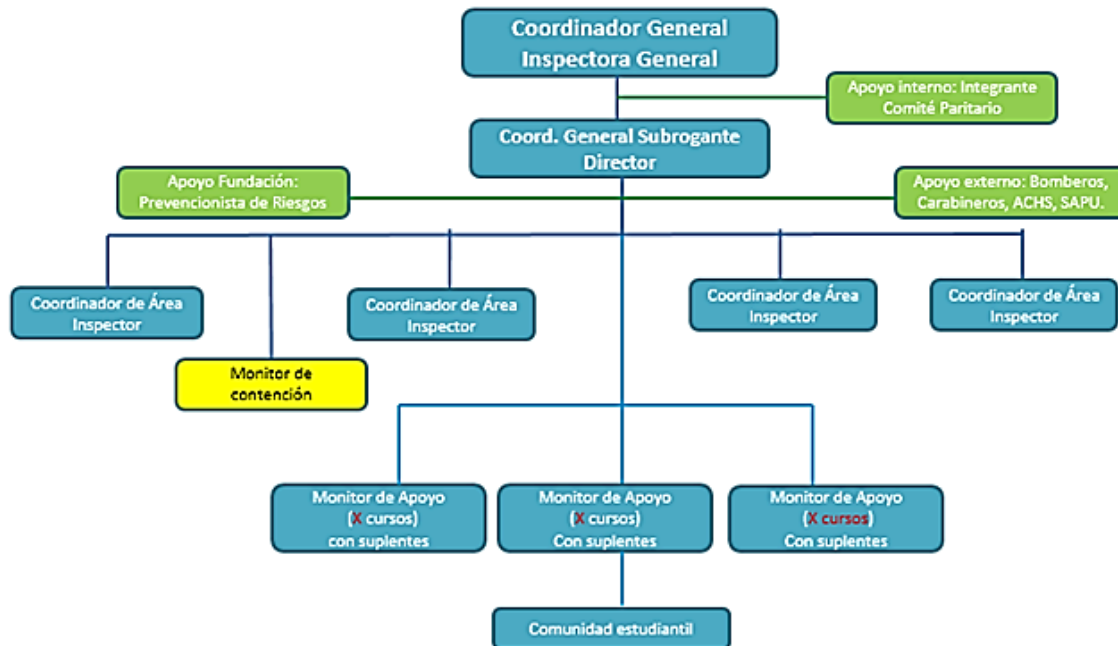 Coordinador General
Inspectora General
Apoyo interno: Integrante
Comité Paritario
Coord. General Subrogante
Director
Apoyo Fundación:
Prevencionista de Riesgos
Apoyo externo: Bomberos,
Carabineros, ACHS, SAPU.
Coordinador de Área
Inspector
Coordinador de Área
Inspector
Coordinador de Área
Inspector
Coordinador de Área
Inspector
Monitor de
contención
Monitor de Apoyo
(X cursos)
con suplentes
Monitor de Apoyo
(X cursos)
Con suplentes
Monitor de Apoyo
(X cursos)
Con suplentes
Comunidad estudiantil